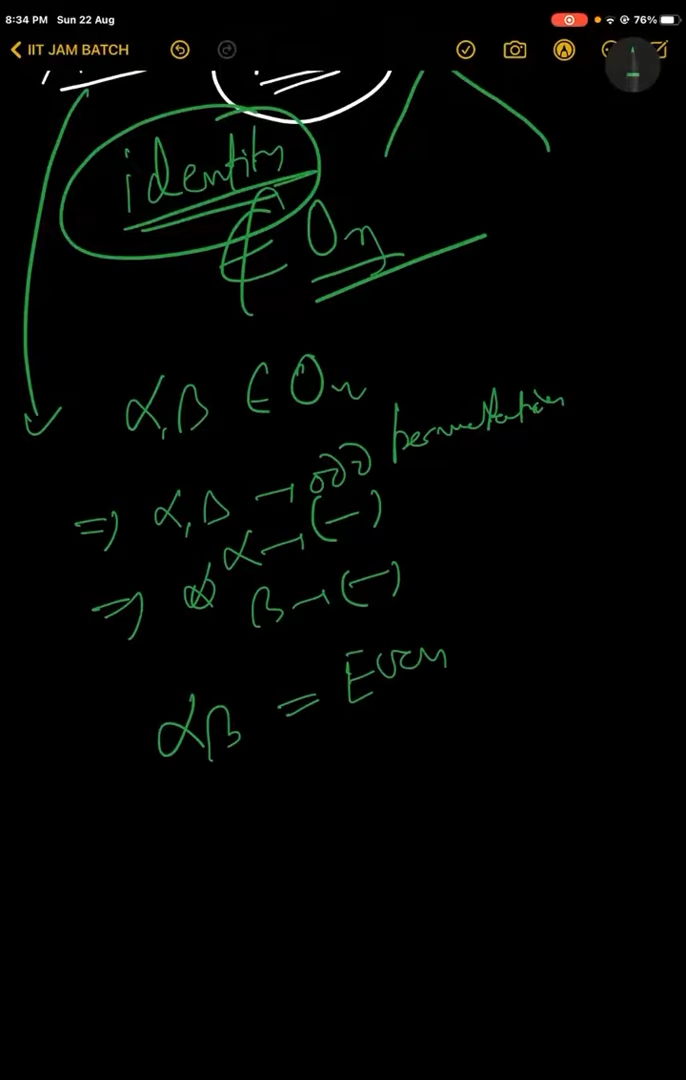 8:34 PM Sun 22 Aug 76%
IIT JAM BATCH
identity
∉ On
α, β ∈ On
⇒ α, β → odd permutation
α → (-)
⇒ β → (-)
αβ = Even